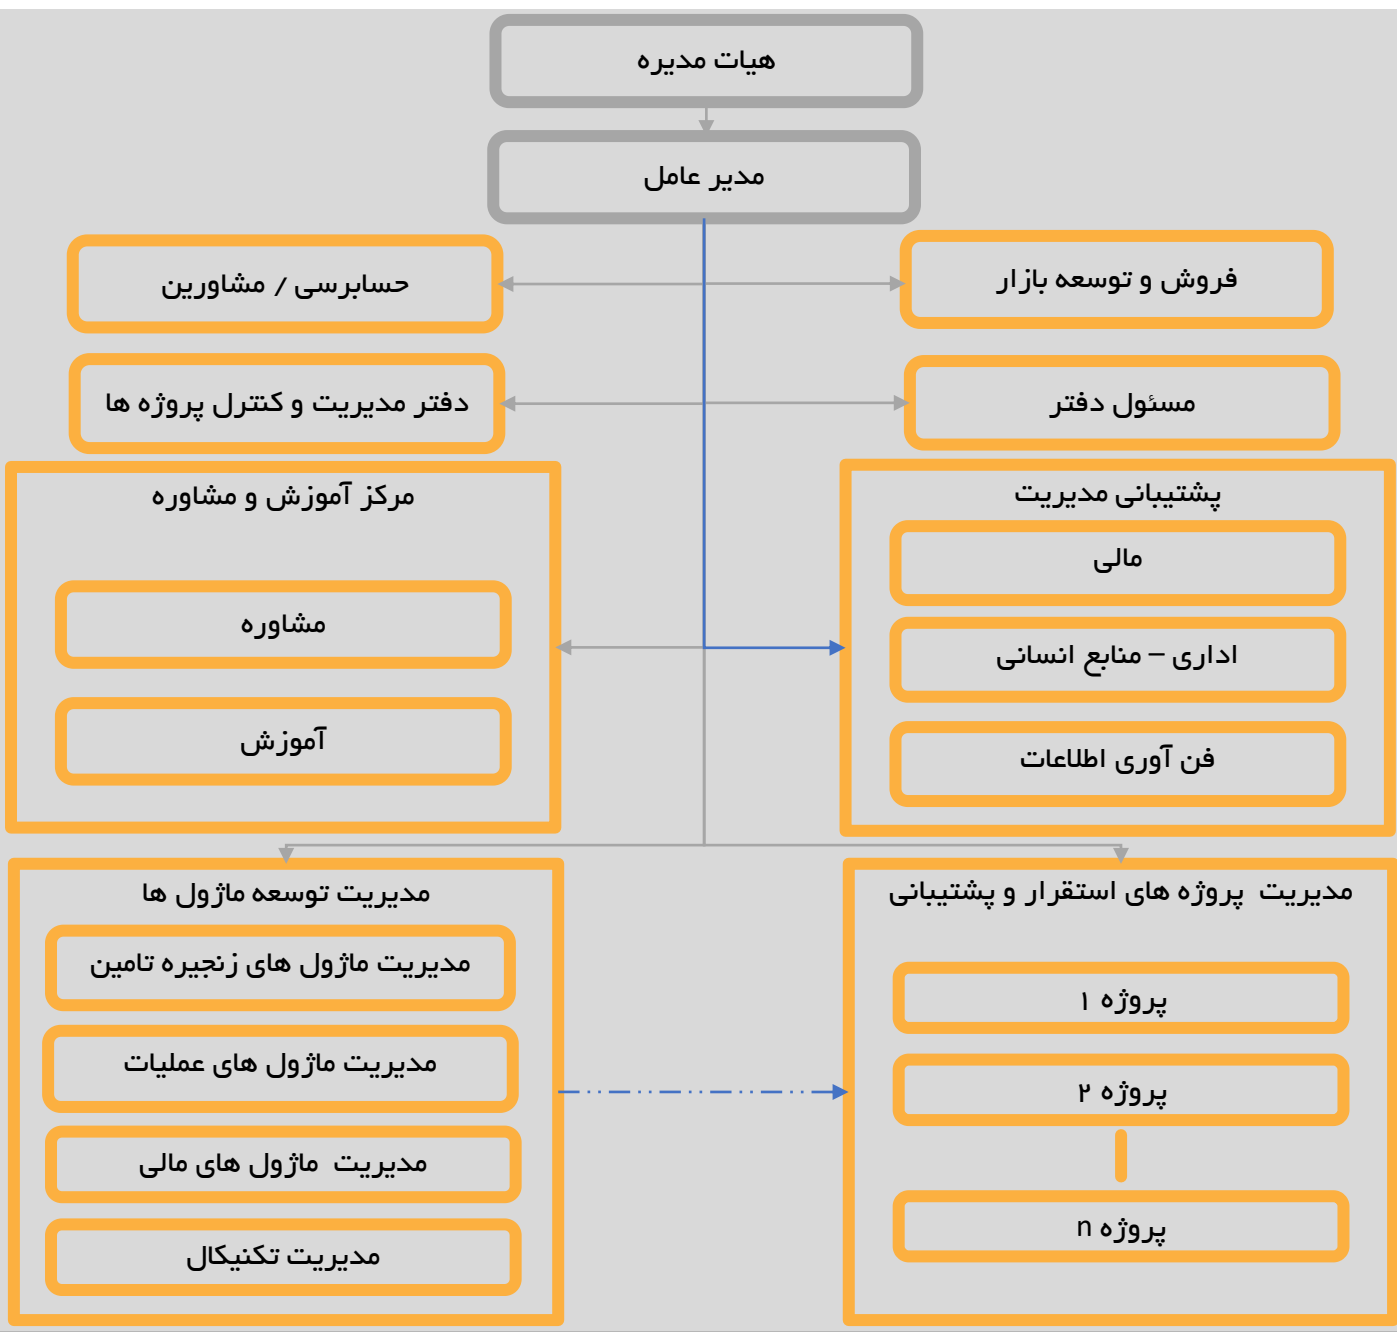 هیات مدیره
مدیر عامل
فروش و توسعه بازار
حسابرسی / مشاورین
مسئول دفتر
دفتر مدیریت و کنترل پروژه ها
پشتیبانی مدیریت
مالی
اداری – منابع انسانی
فن آوری اطلاعات
مرکز آموزش و مشاوره
مشاوره
آموزش
مدیریت  پروژه های استقرار و پشتیبانی
پروژه ۱
پروژه ۲
پروژه n
مدیریت توسعه ماژول ها
مدیریت ماژول های زنجیره تامین
مدیریت ماژول های عملیات
مدیریت  ماژول های مالی
مدیریت تکنیکال